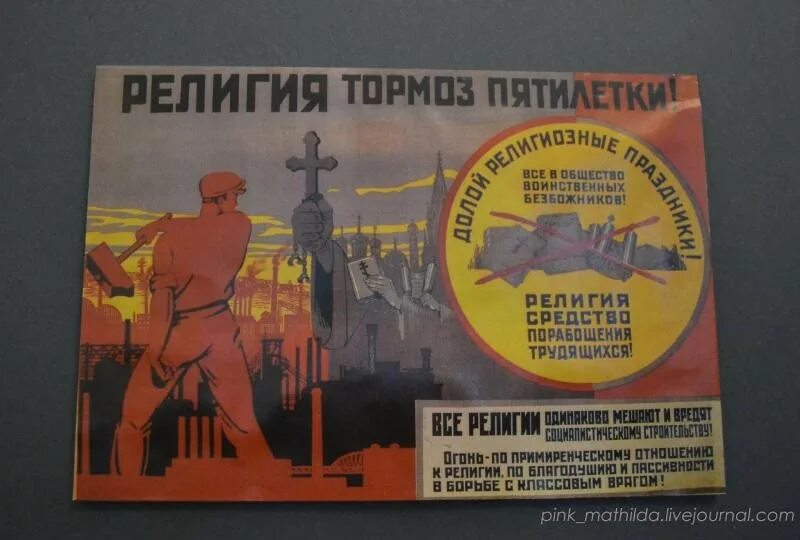 РЕЛИГИЯ ТОРМОЗ ПЯТИЛЕТКИ!
ДОЛОЙ РЕЛИГИОЗНЫЕ ПРАЗДНИКИ!
ВСЕ В ОБЩЕСТВО
ВОИНСТВЕННЫХ
БЕЗБОЖНИКОВ!
РЕЛИГИЯ
СРЕДСТВО
ПОРАБОЩЕНИЯ
ТРУДЯЩИХСЯ!
ВСЕ РЕЛИГИИ ОДИНАКОВО МЕШАЮТ И ВРЕДЯТ
СОЦИАЛИСТИЧЕСКОМУ СТРОИТЕЛЬСТВУ!
ОГОНЬ-ПО ПРИМИРЕНЧЕСКОМУ ОТНОШЕНИЮ
К РЕЛИГИИ, ПО БЛАГОДУШИЮ И ПАССИВНОСТИ
В БОРЬБЕ С КЛАССОВЫМ ВРАГОМ!
pink_mathilda.livejournal.com